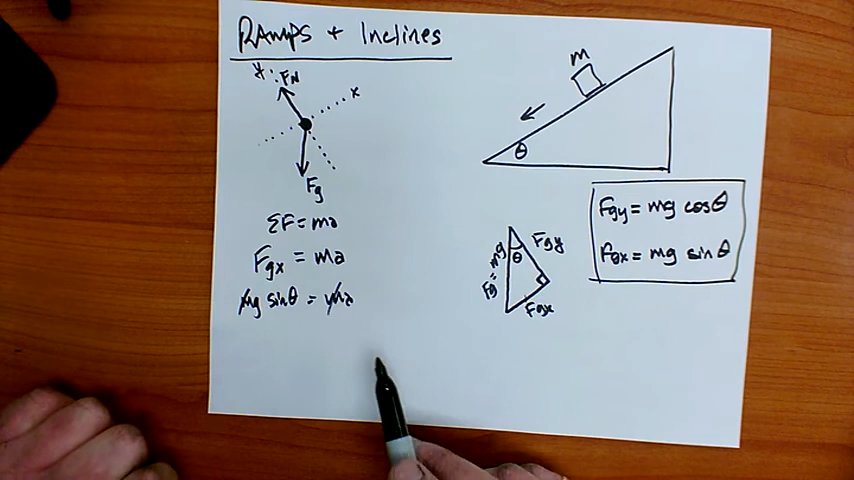 RAMPS + Inclines
y
FN
x
Fg
ΣF = ma
Fgx = ma
mg sinθ = ma
m
θ
Fgy = mg cosθ
Fgx = mg sinθ
Fg = mg
θ
Fgy
Fgx